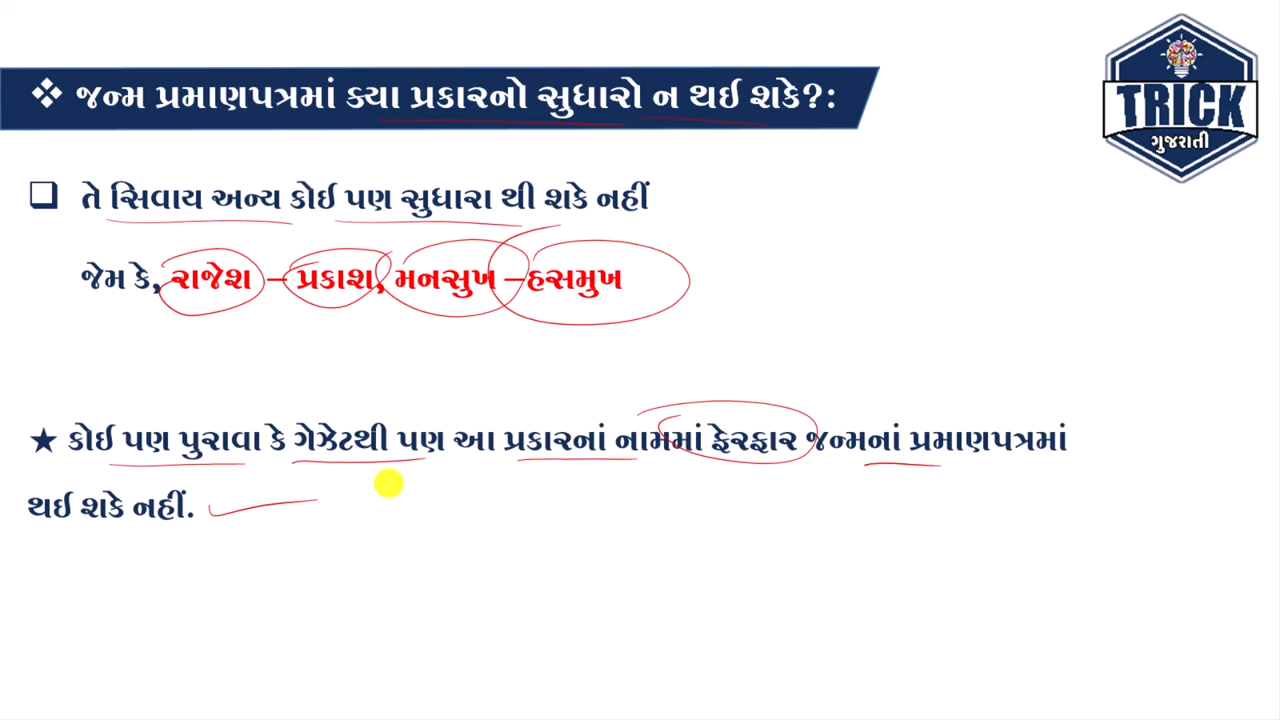 ❖ જન્મ પ્રમાણપત્રમાં ક્યા પ્રકારનો સુધારો ન થઈ શકે?:
TRICK
ગુજરાતી
❑ તે સિવાય અન્ય કોઈ પણ સુધારા થી શકે નહીં
જેમ કે, રાજેશ – પ્રકાશ, મનસુખ –હસમુખ
★ કોઈ પણ પુરાવા કે ગેઝેટથી પણ આ પ્રકારનાં નામમાં ફેરફાર જન્મનાં પ્રમાણપત્રમાં
થઈ શકે નહીં.